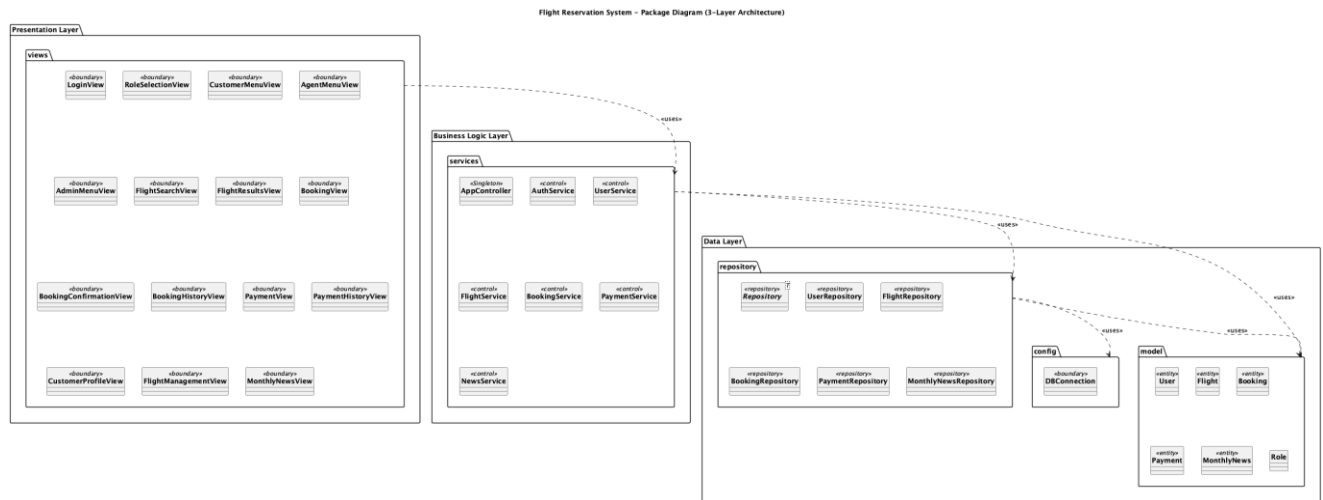 Flight Reservation System - Package Diagram (3-Layer Architecture)
Presentation Layer
views
«boundary» «boundary» «boundary» «boundary»
LoginView RoleSelectionView CustomerMenuView AgentMenuView
«boundary» «boundary» «boundary» «boundary»
AdminMenuView FlightSearchView FlightResultsView BookingView
«boundary» «boundary» «boundary» «boundary»
BookingConfirmationView BookingHistoryView PaymentView PaymentHistoryView
«boundary» «boundary» «boundary»
CustomerProfileView FlightManagementView MonthlyNewsView
«uses»
Business Logic Layer
services
«Singleton» «control» «control»
AppController AuthService UserService
«control» «control» «control»
FlightService BookingService PaymentService
«control»
NewsService
«uses»
«uses»
Data Layer
repository
«repository» «repository» «repository»
Repository T UserRepository FlightRepository
«repository» «repository» «repository»
BookingRepository PaymentRepository MonthlyNewsRepository
«uses»
«uses»
config
«boundary»
DBConnection
model
«entity» «entity» «entity»
User Flight Booking
«entity» «entity»
Payment MonthlyNews Role